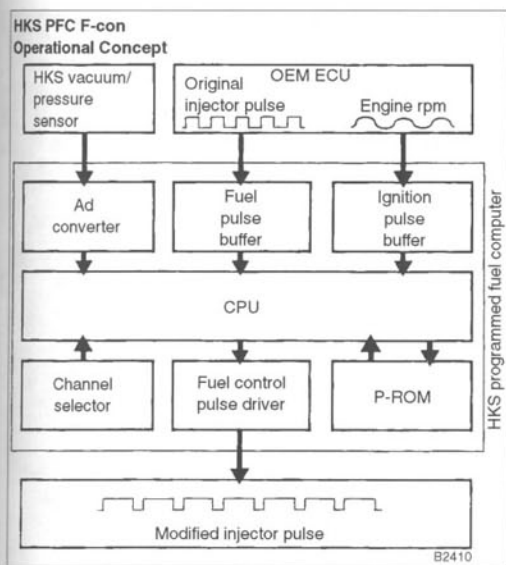 HKS PFC F-con
Operational Concept
HKS vacuum/
pressure
sensor
OEM ECU
Original
injector pulse
Engine rpm
Ad
converter
Fuel
pulse
buffer
Ignition
pulse
buffer
CPU
Channel
selector
Fuel control
pulse driver
P-ROM
HKS programmed fuel computer
Modified injector pulse
B2410